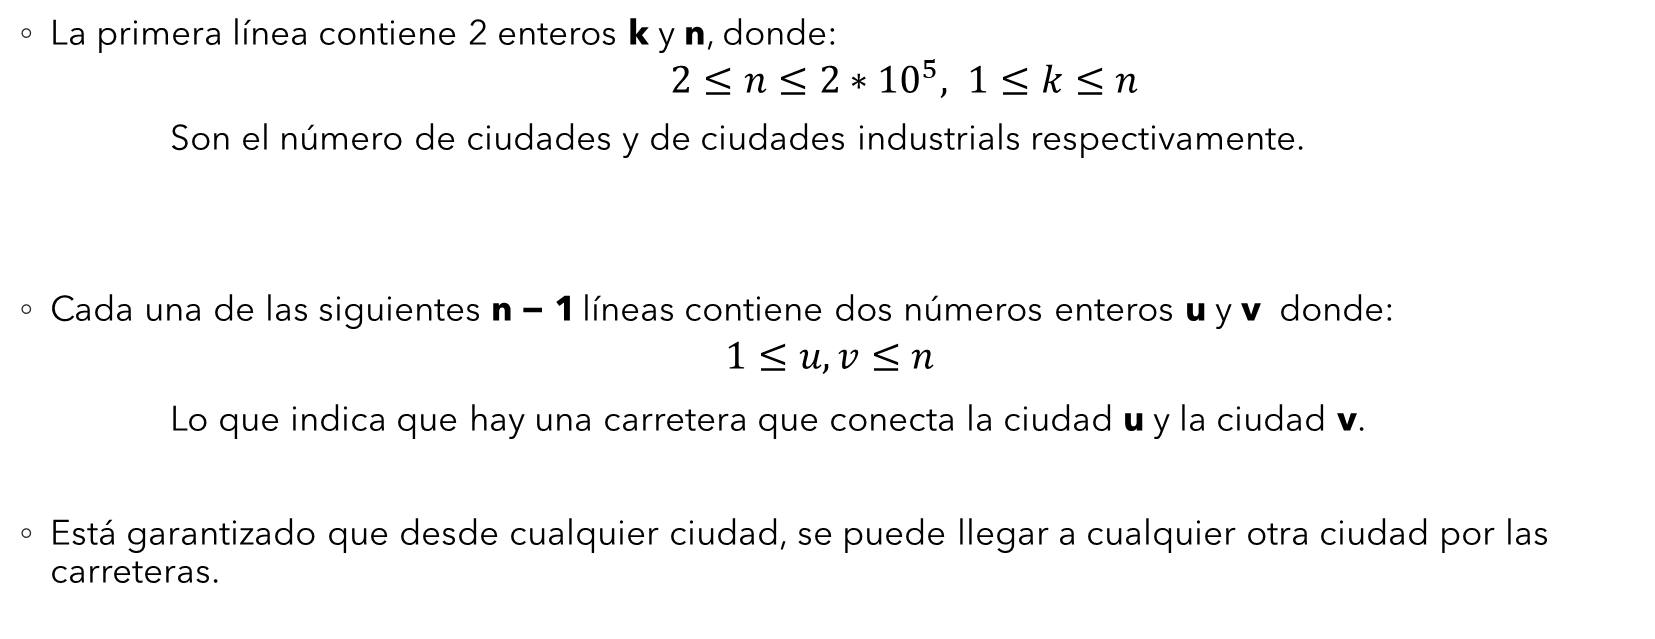 ◦ La primera línea contiene 2 enteros k y n, donde:
2 ≤ n ≤ 2 * 10⁵, 1 ≤ k ≤ n
Son el número de ciudades y de ciudades industrials respectivamente.
◦ Cada una de las siguientes n – 1 líneas contiene dos números enteros u y v donde:
1 ≤ u, v ≤ n
Lo que indica que hay una carretera que conecta la ciudad u y la ciudad v.
◦ Está garantizado que desde cualquier ciudad, se puede llegar a cualquier otra ciudad por las
carreteras.